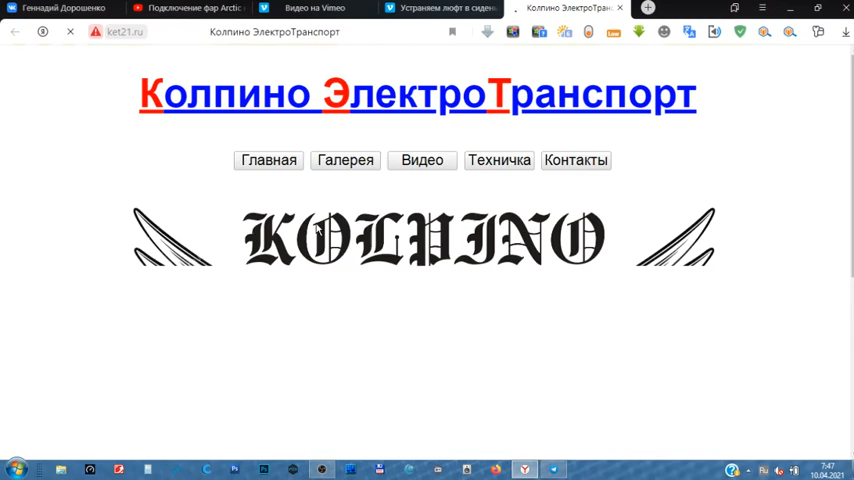 Геннадий Дорошенко
Подключение фар Arctic
Видео на Vimeo
Устраняем люфт в сидень
Колпино ЭлектроТранс
ket21.ru
Колпино ЭлектроТранспорт
Колпино ЭлектроТранспорт
Главная
Галерея
Видео
Техничка
Контакты
KOLPINO
Ru
7:47
10.04.2021